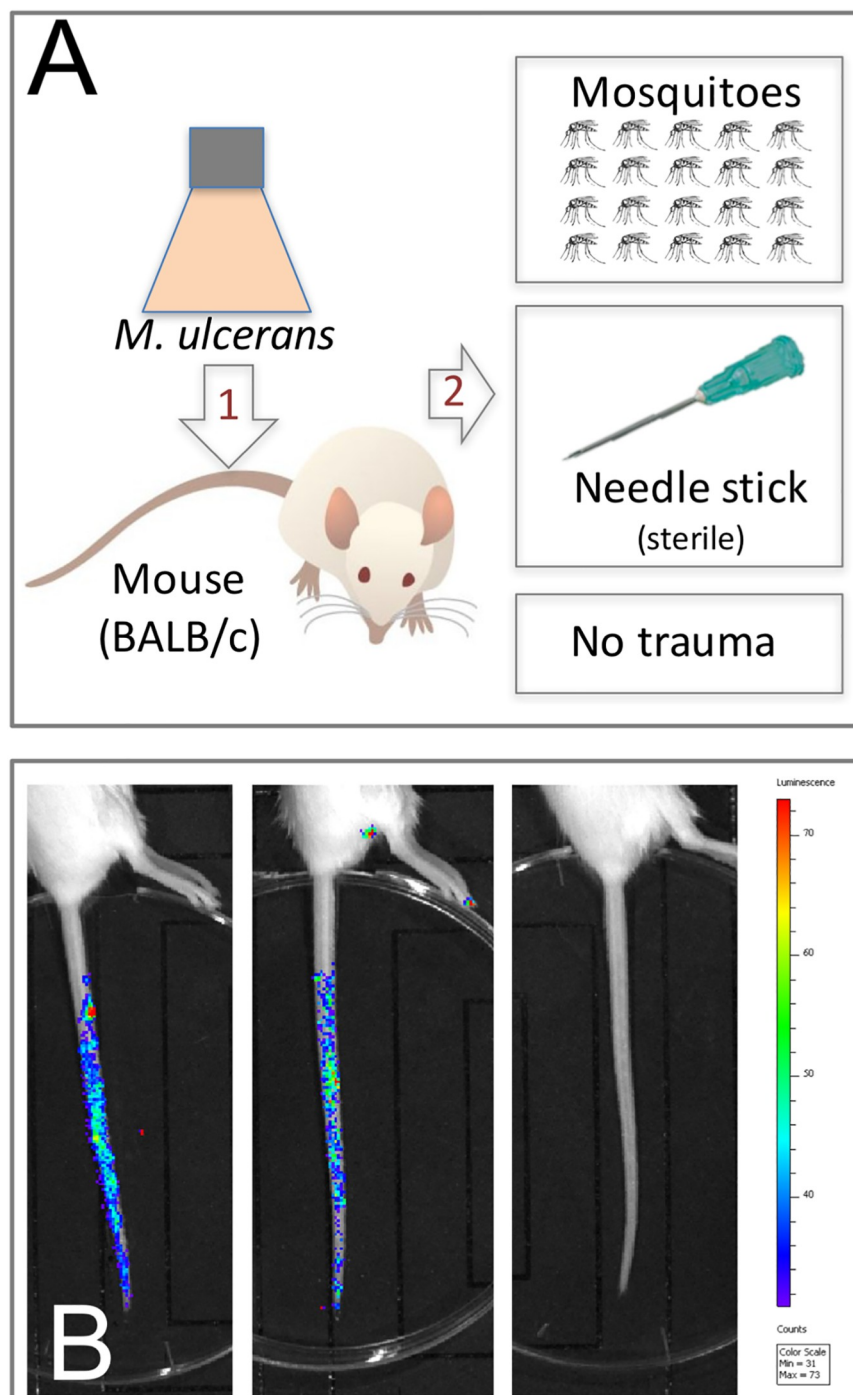 A
Mosquitoes
M. ulcerans
1
2
Needle stick
(sterile)
Mouse
(BALB/c)
No trauma
Luminescence
70
60
50
40
Counts
Color Scale
Min = 31
Max = 73
B